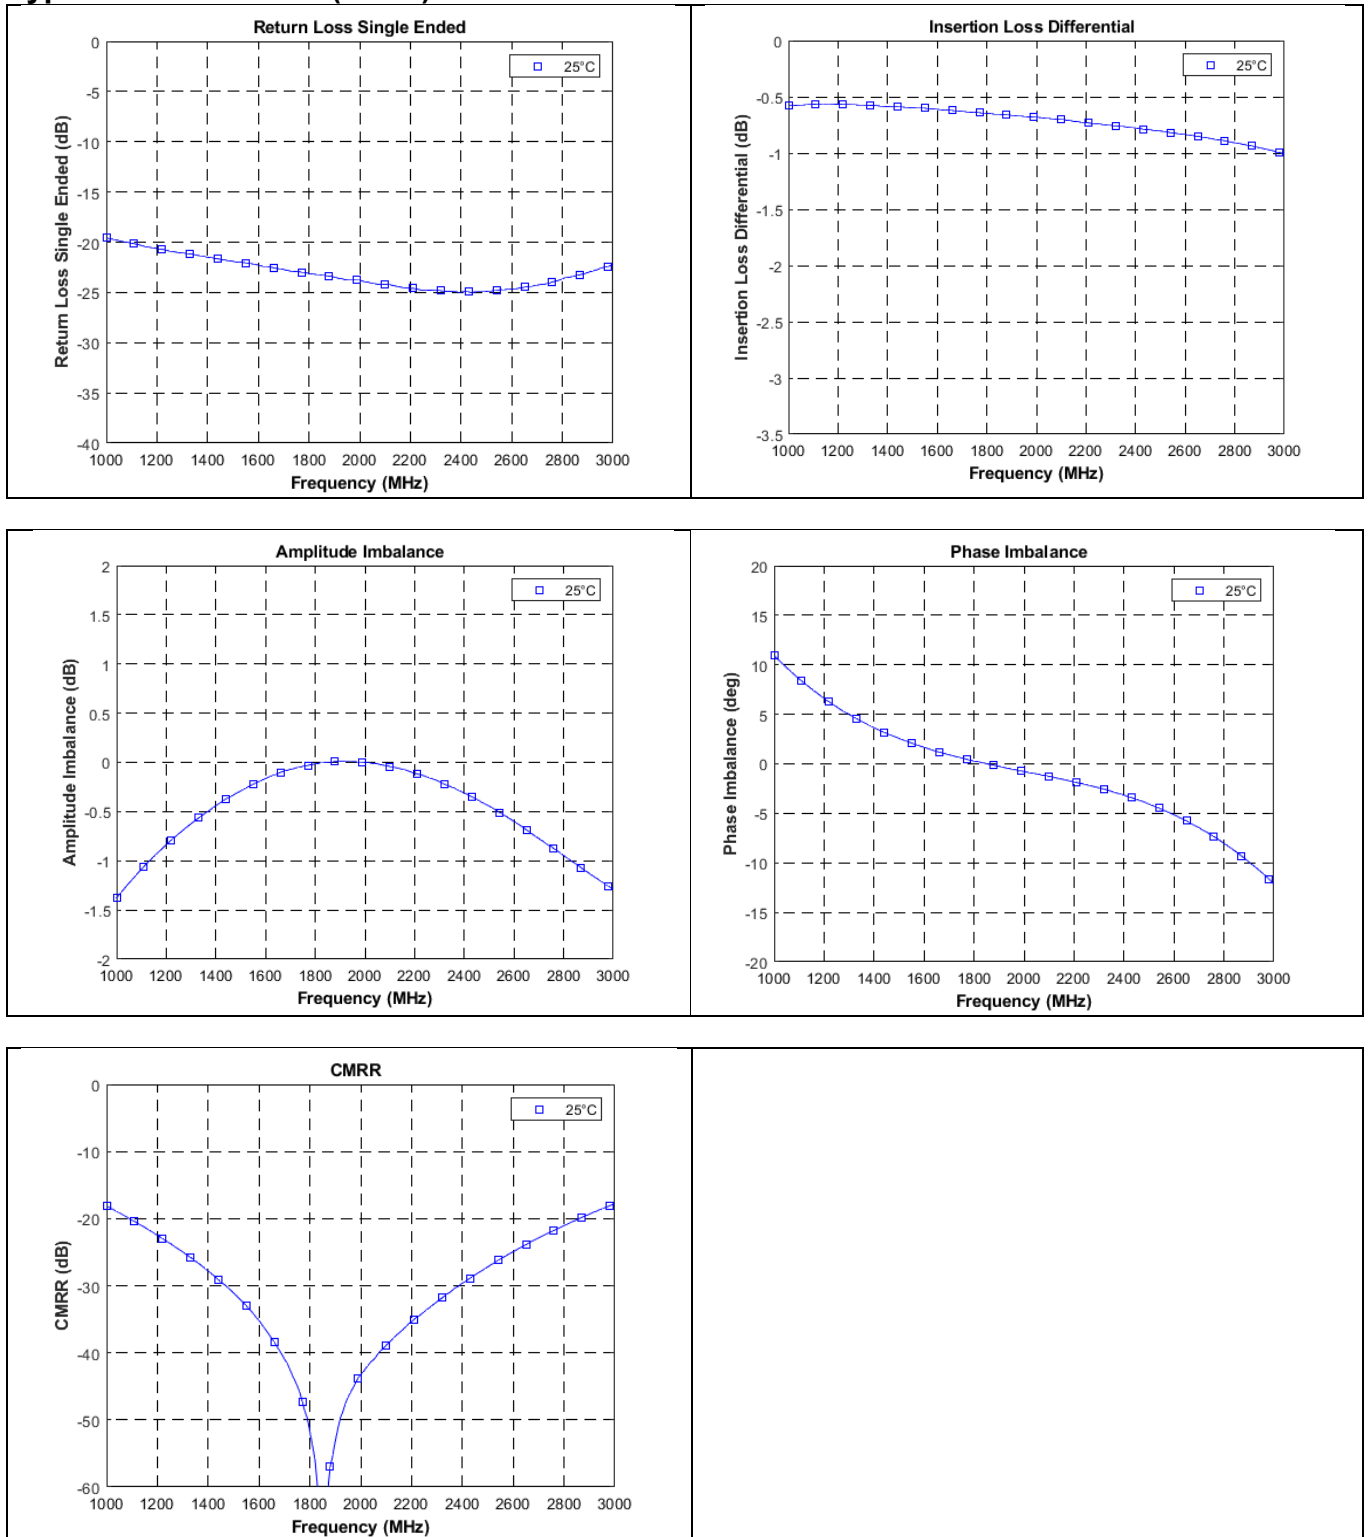 Return Loss Single Ended
25°C
0
-5
-10
-15
-20
-25
-30
-35
-40
Return Loss Single Ended (dB)
1000 1200 1400 1600 1800 2000 2200 2400 2600 2800 3000
Frequency (MHz)
Insertion Loss Differential
25°C
0
-0.5
-1
-1.5
-2
-2.5
-3
-3.5
Insertion Loss Differential (dB)
1000 1200 1400 1600 1800 2000 2200 2400 2600 2800 3000
Frequency (MHz)
Amplitude Imbalance
25°C
2
1.5
1
0.5
0
-0.5
-1
-1.5
-2
Amplitude Imbalance (dB)
1000 1200 1400 1600 1800 2000 2200 2400 2600 2800 3000
Frequency (MHz)
Phase Imbalance
25°C
20
15
10
5
0
-5
-10
-15
-20
Phase Imbalance (deg)
1000 1200 1400 1600 1800 2000 2200 2400 2600 2800 3000
Frequency (MHz)
CMRR
25°C
0
-10
-20
-30
-40
-50
-60
CMRR (dB)
1000 1200 1400 1600 1800 2000 2200 2400 2600 2800 3000
Frequency (MHz)